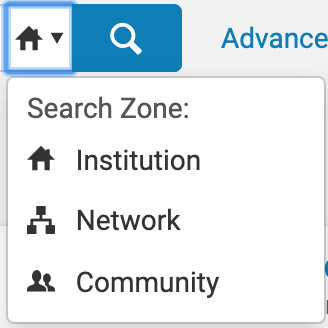 Advance
Search Zone:
Institution
Network
Community